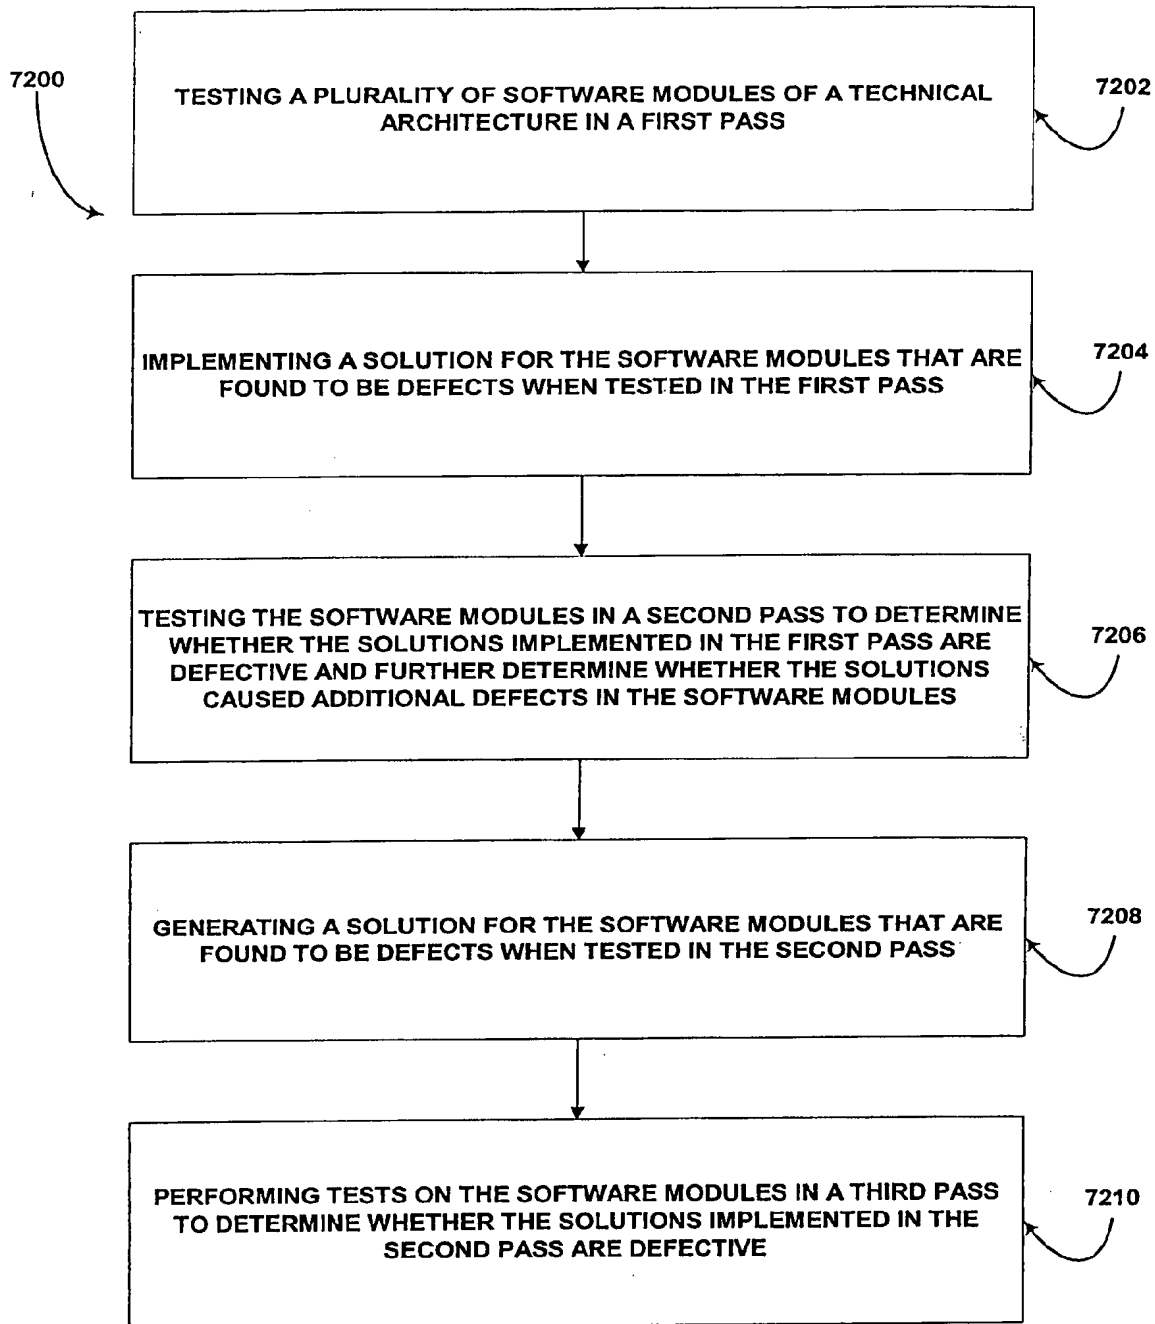 7200
TESTING A PLURALITY OF SOFTWARE MODULES OF A TECHNICAL
ARCHITECTURE IN A FIRST PASS
7202
IMPLEMENTING A SOLUTION FOR THE SOFTWARE MODULES THAT ARE
FOUND TO BE DEFECTS WHEN TESTED IN THE FIRST PASS
7204
TESTING THE SOFTWARE MODULES IN A SECOND PASS TO DETERMINE
WHETHER THE SOLUTIONS IMPLEMENTED IN THE FIRST PASS ARE
DEFECTIVE AND FURTHER DETERMINE WHETHER THE SOLUTIONS
CAUSED ADDITIONAL DEFECTS IN THE SOFTWARE MODULES
7206
GENERATING A SOLUTION FOR THE SOFTWARE MODULES THAT ARE
FOUND TO BE DEFECTS WHEN TESTED IN THE SECOND PASS
7208
PERFORMING TESTS ON THE SOFTWARE MODULES IN A THIRD PASS
TO DETERMINE WHETHER THE SOLUTIONS IMPLEMENTED IN THE
SECOND PASS ARE DEFECTIVE
7210